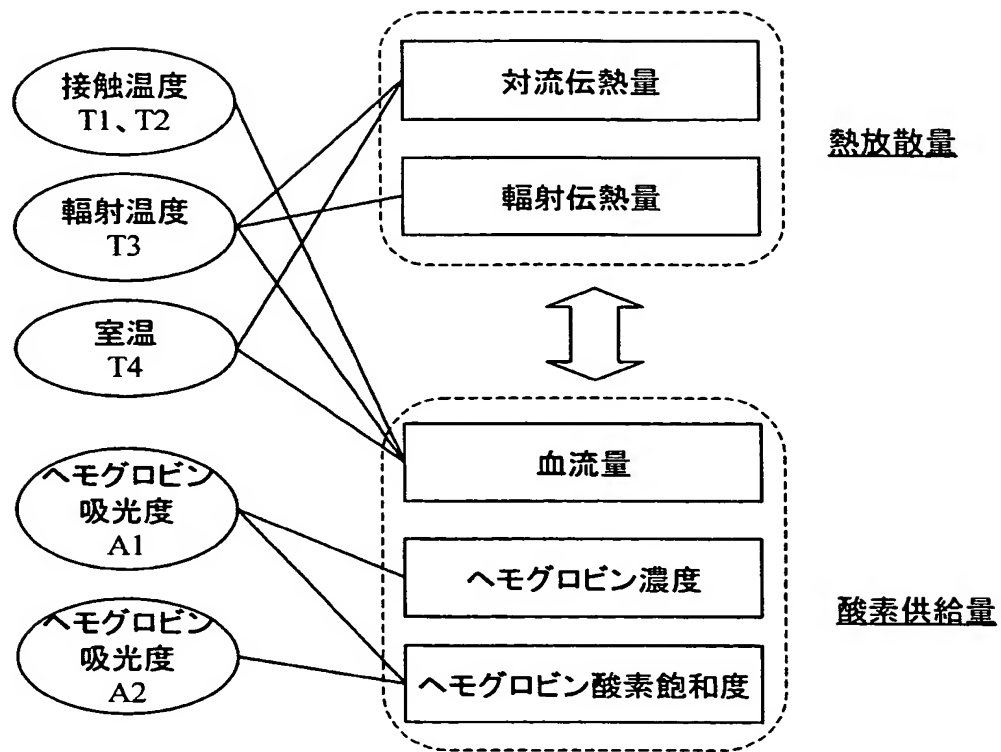 接触温度
T1、T2
輻射温度
T3
室温
T4
ヘモグロビン
吸光度
A1
ヘモグロビン
吸光度
A2
対流伝熱量
輻射伝熱量
熱放散量
血流量
ヘモグロビン濃度
ヘモグロビン酸素飽和度
酸素供給量